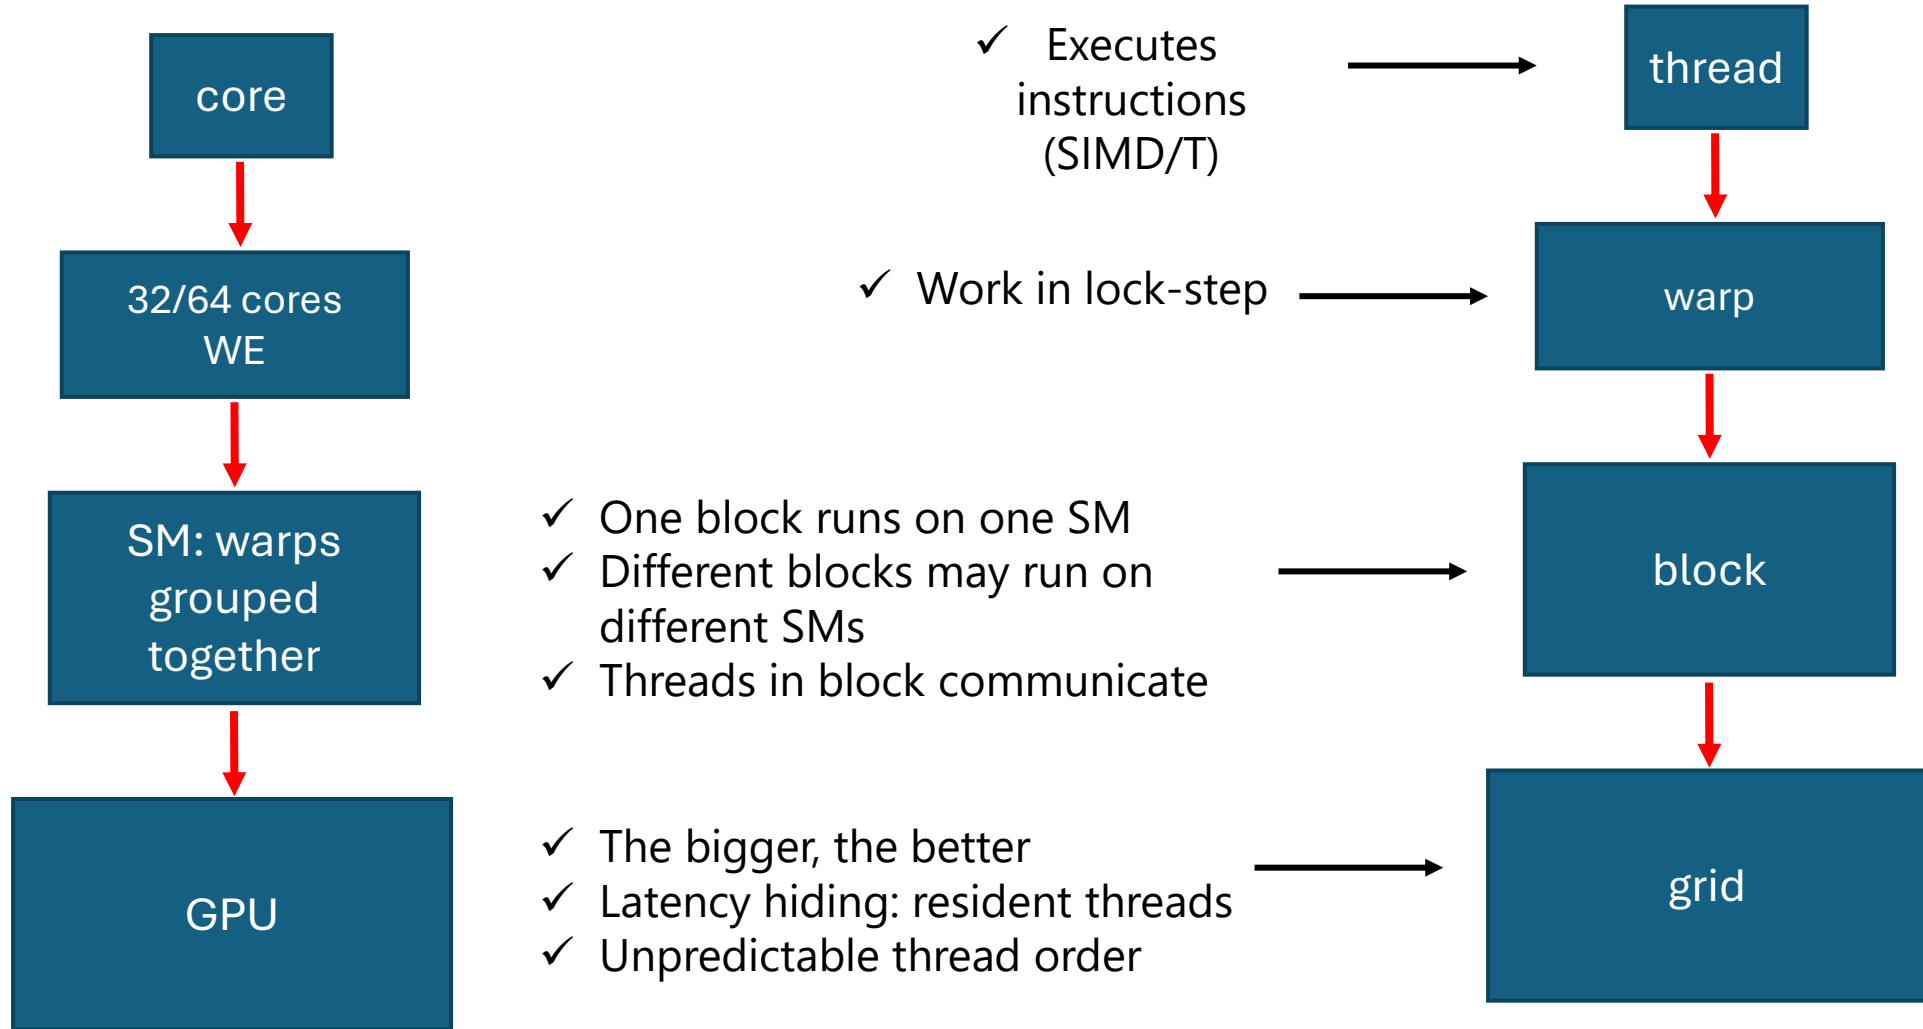 core
✓ Executes
instructions
(SIMD/T)
thread
32/64 cores
WE
✓ Work in lock-step
warp
SM: warps
grouped
together
✓ One block runs on one SM
✓ Different blocks may run on
different SMs
✓ Threads in block communicate
block
GPU
✓ The bigger, the better
✓ Latency hiding: resident threads
✓ Unpredictable thread order
grid